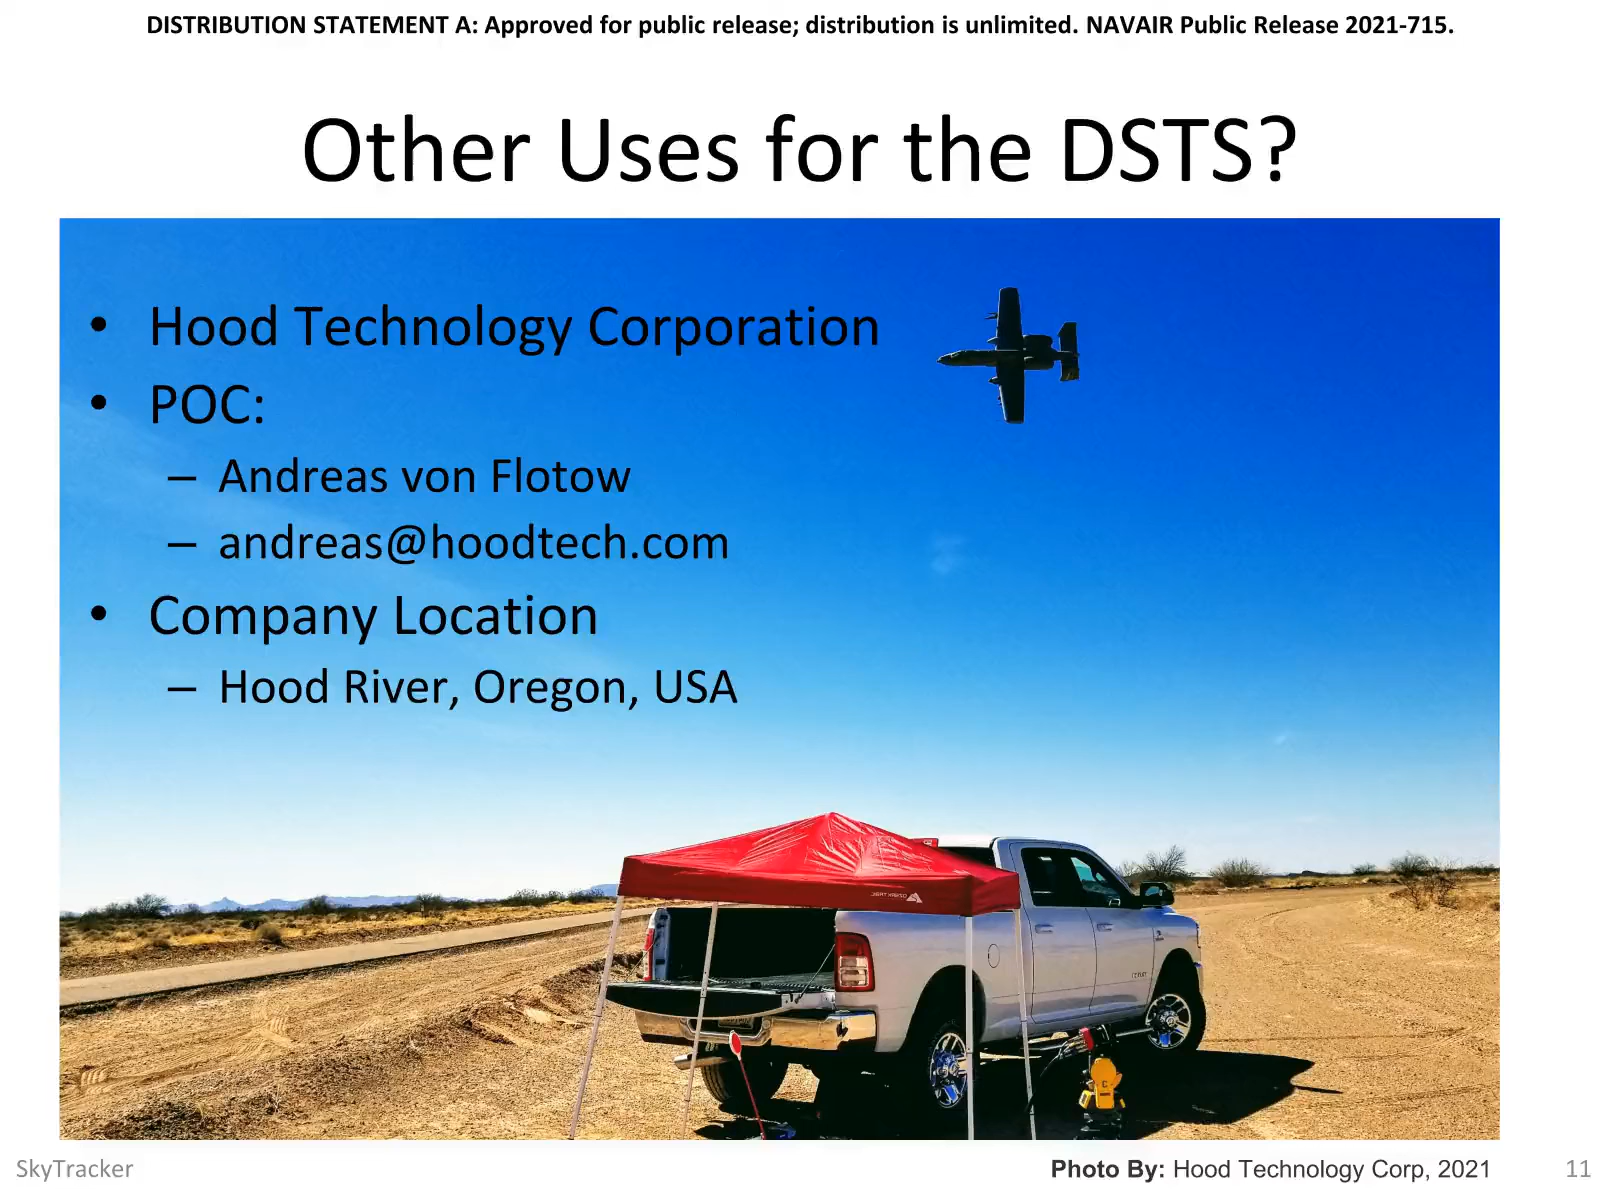 DISTRIBUTION STATEMENT A: Approved for public release; distribution is unlimited. NAVAIR Public Release 2021-715.
Other Uses for the DSTS?
• Hood Technology Corporation
• POC:
– Andreas von Flotow
– andreas@hoodtech.com
• Company Location
– Hood River, Oregon, USA
SkyTracker
Photo By: Hood Technology Corp, 2021
11